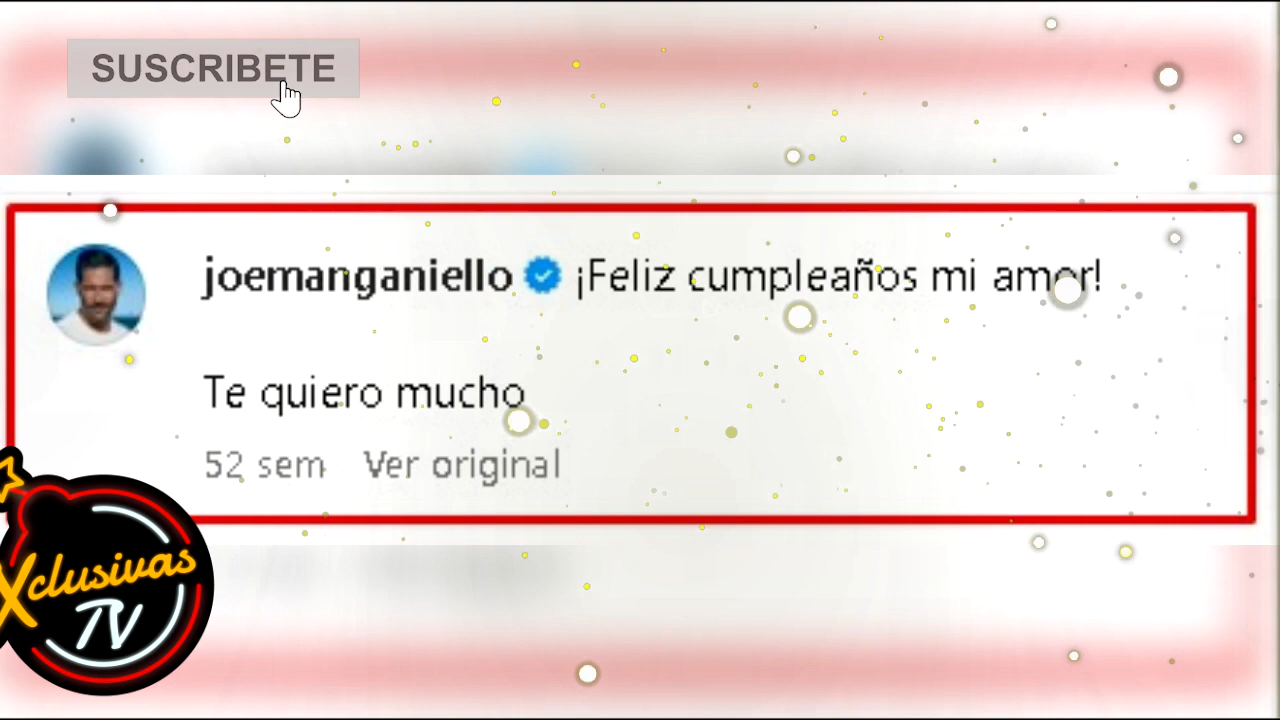 SUSCRIBETE
joemanganiello ¡Feliz cumpleaños mi amor!
Te quiero mucho
52 sem Ver original
Xclusivas
TV